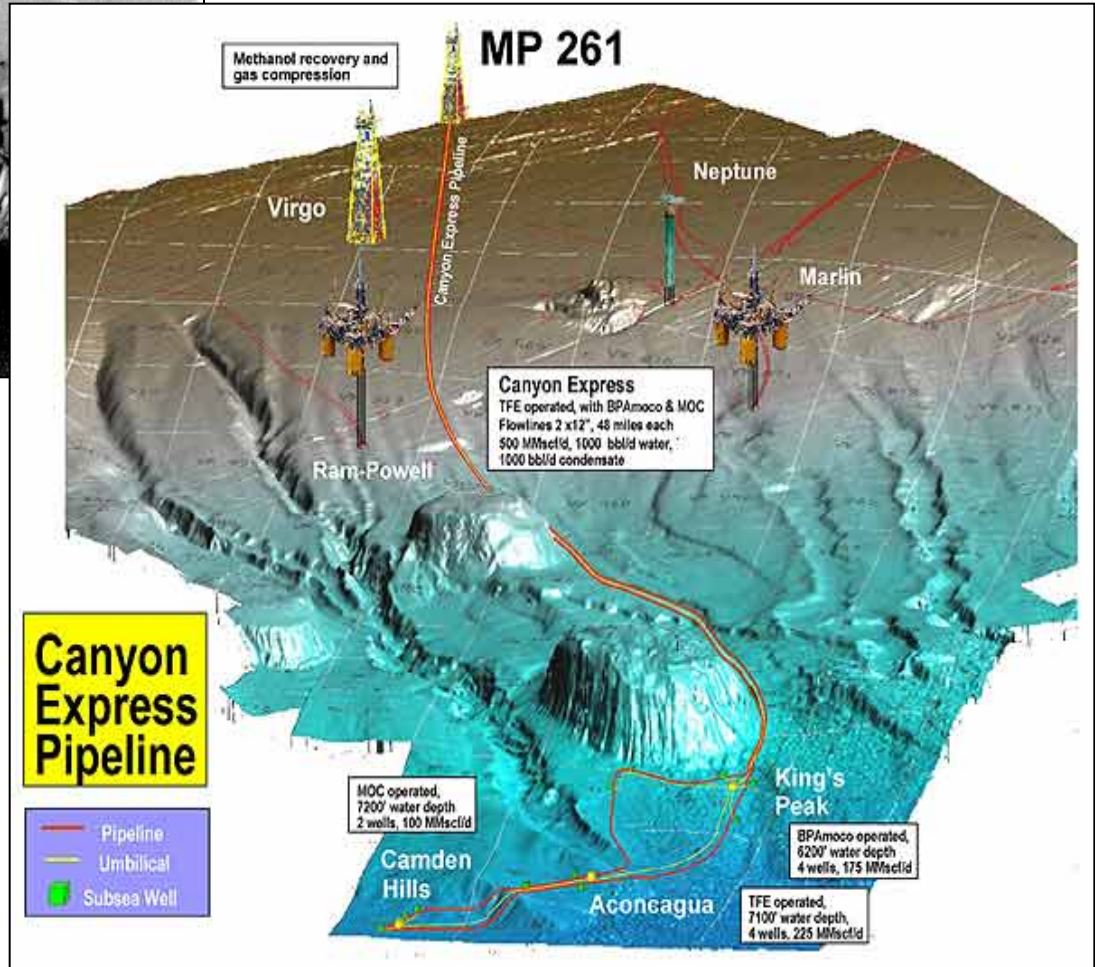 MP 261
Methanol recovery and
gas compression
Canyon Express Pipeline
Neptune
Virgo
Marlin
Canyon Express
TFE operated, with BPAmoco & MOC
Flowlines 2 x12", 48 miles each
500 MMscf/d, 1000 bbl/d water,
1000 bbl/d condensate
Ram-Powell
Canyon
Express
Pipeline
MOC operated,
7200' water depth
2 wells, 100 MMscf/d
King's
Peak
BPAmoco operated,
6200' water depth
4 wells, 175 MMscf/d
Pipeline
Umbilical
Subsea Well
Camden
Hills
Aconcagua
TFE operated,
7100' water depth,
4 wells, 225 MMscf/d